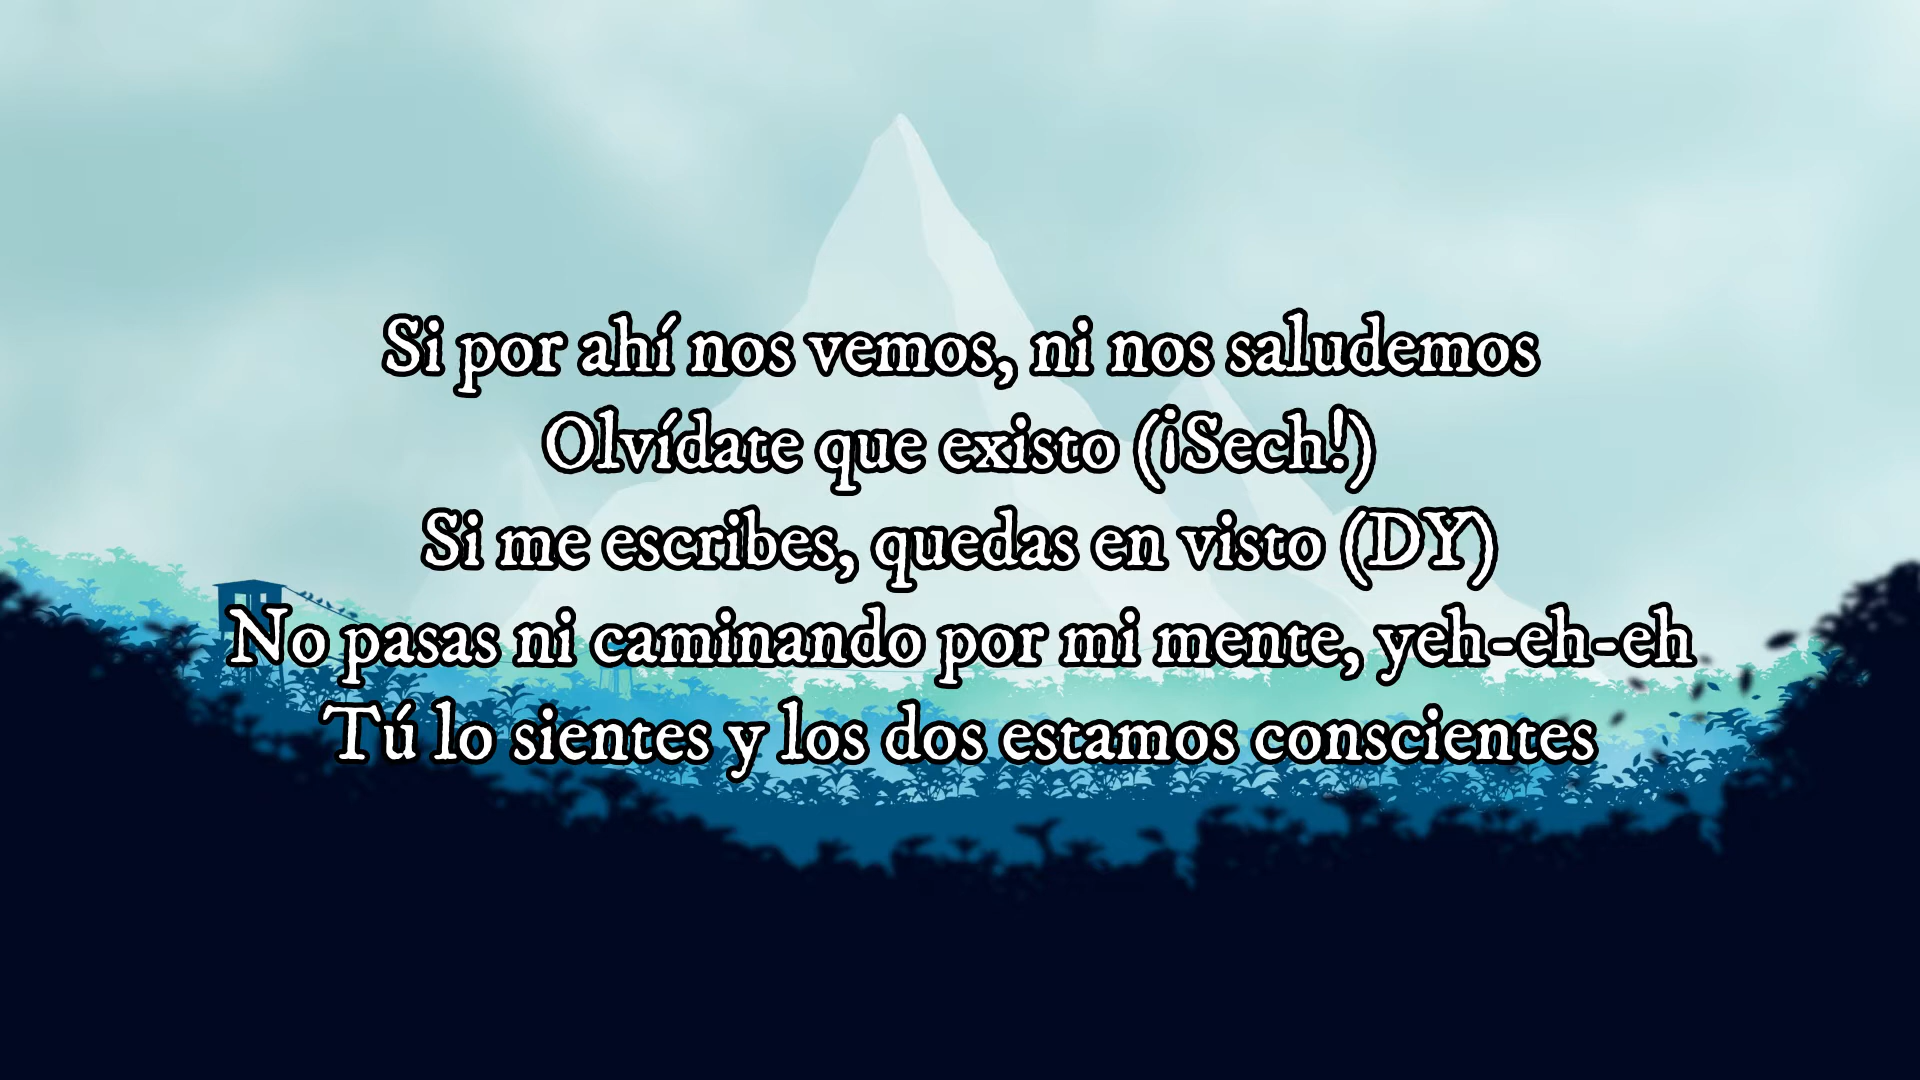 Si por ahí nos vemos, ni nos saludemos
Olvídate que existo (¡Sech!)
Si me escribes, quedas en visto (DY)
No pasas ni caminando por mi mente, yeh-eh-eh
Tú lo sientes y los dos estamos conscientes